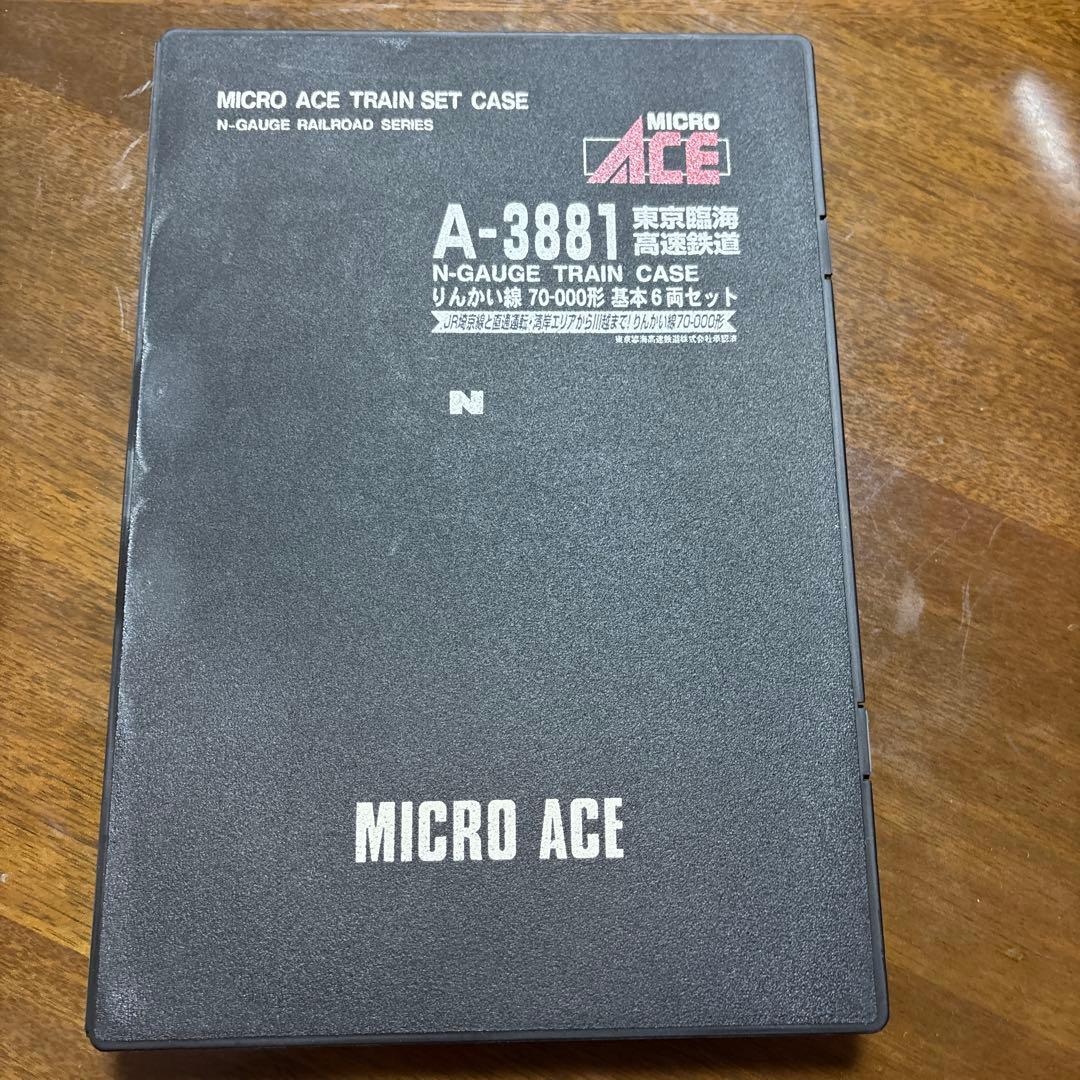 MICRO ACE TRAIN SET CASE
N-GAUGE RAILROAD SERIES
MICRO
ACE
A-3881 東京臨海
高速鉄道
N-GAUGE TRAIN CASE
りんかい線 70-000形 基本6両セット
JR埼京線と直通運転・湾岸エリアから川越まで!りんかい線70-000形
東京臨海高速鉄道株式会社承認済
N
MICRO ACE